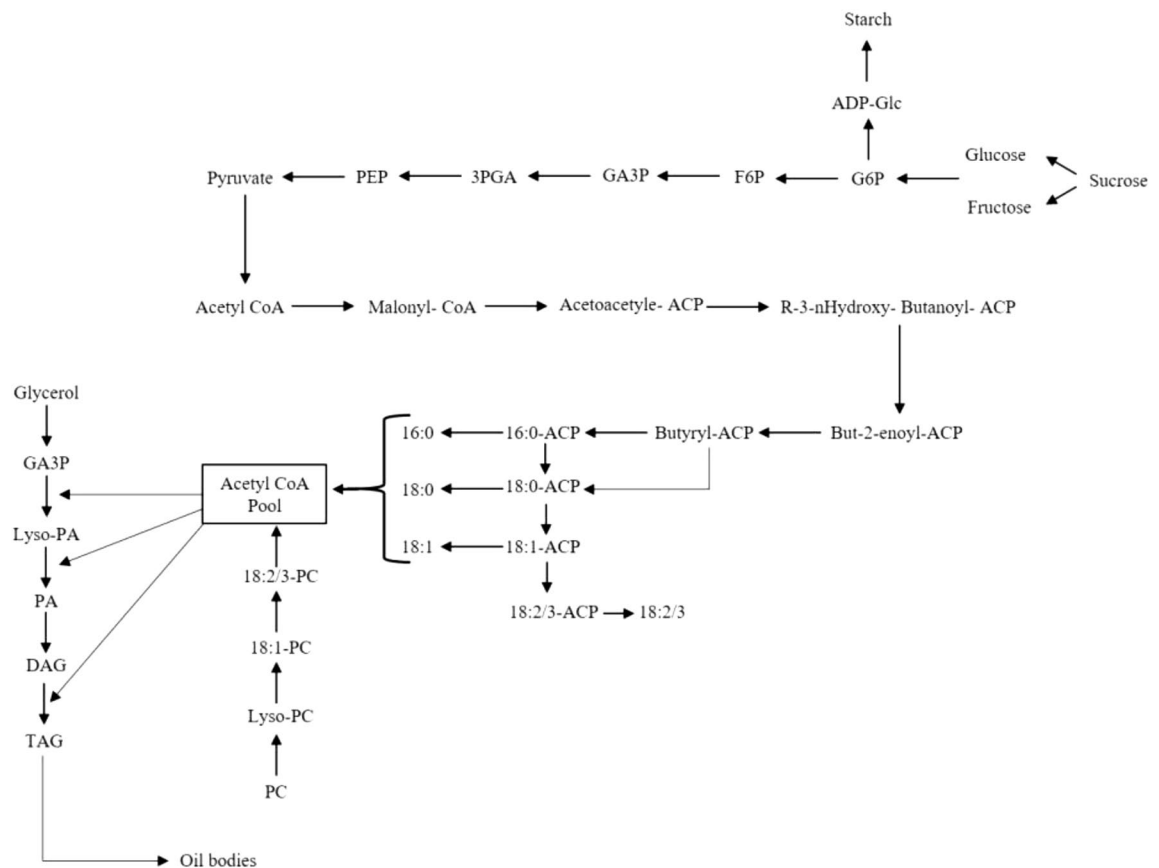 Starch
ADP-Glc
Glucose
Pyruvate PEP 3PGA GA3P F6P G6P Sucrose
Fructose
Acetyl CoA Malonyl- CoA Acetoacetyle- ACP R-3-nHydroxy- Butanoyl- ACP
Glycerol
16:0 16:0-ACP Butyryl-ACP But-2-enoyl-ACP
GA3P
Acetyl CoA
Pool
18:0 18:0-ACP
Lyso-PA
18:1 18:1-ACP
18:2/3-PC
PA
18:2/3-ACP 18:2/3
18:1-PC
DAG
Lyso-PC
TAG
PC
Oil bodies